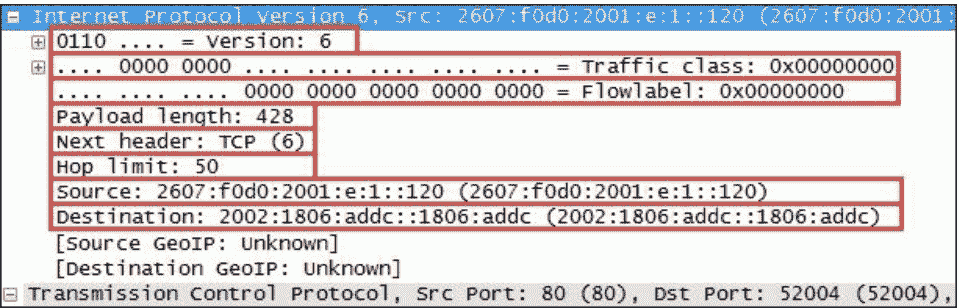 Internet Protocol Version 6, Src: 2607:f0d0:2001:e:1::120 (2607:f0d0:2001:
0110 .... = Version: 6
.... 0000 0000 .... .... .... .... .... = Traffic class: 0x00000000
.... .... .... 0000 0000 0000 0000 0000 = Flowlabel: 0x00000000
Payload length: 428
Next header: TCP (6)
Hop limit: 50
Source: 2607:f0d0:2001:e:1::120 (2607:f0d0:2001:e:1::120)
Destination: 2002:1806:addc::1806:addc (2002:1806:addc::1806:addc)
[Source GeoIP: Unknown]
[Destination GeoIP: Unknown]
Transmission Control Protocol, Src Port: 80 (80), Dst Port: 52004 (52004),